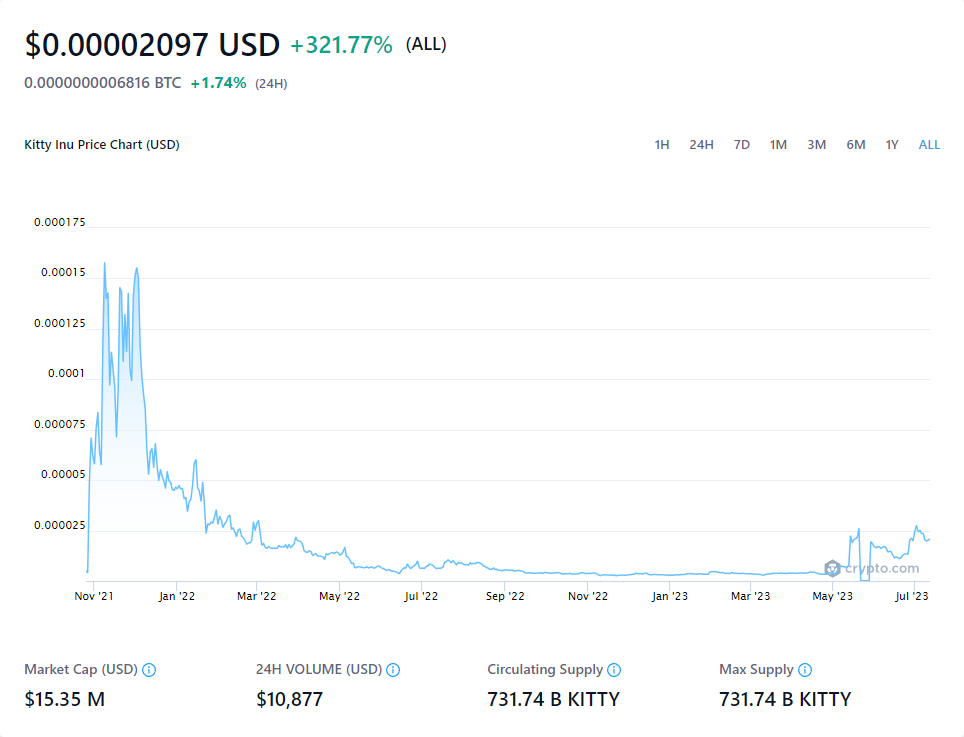 $0.00002097 USD +321.77% (ALL)
0.0000000006816 BTC +1.74% (24H)
Kitty Inu Price Chart (USD) 1H 24H 7D 1M 3M 6M 1Y ALL
0.000175
0.00015
0.000125
0.0001
0.000075
0.00005
0.000025
crypto.com
Nov '21 Jan '22 Mar '22 May '22 Jul '22 Sep '22 Nov '22 Jan '23 Mar '23 May '23 Jul '23
Market Cap (USD) 24H VOLUME (USD) Circulating Supply Max Supply
$15.35 M $10,877 731.74 B KITTY 731.74 B KITTY